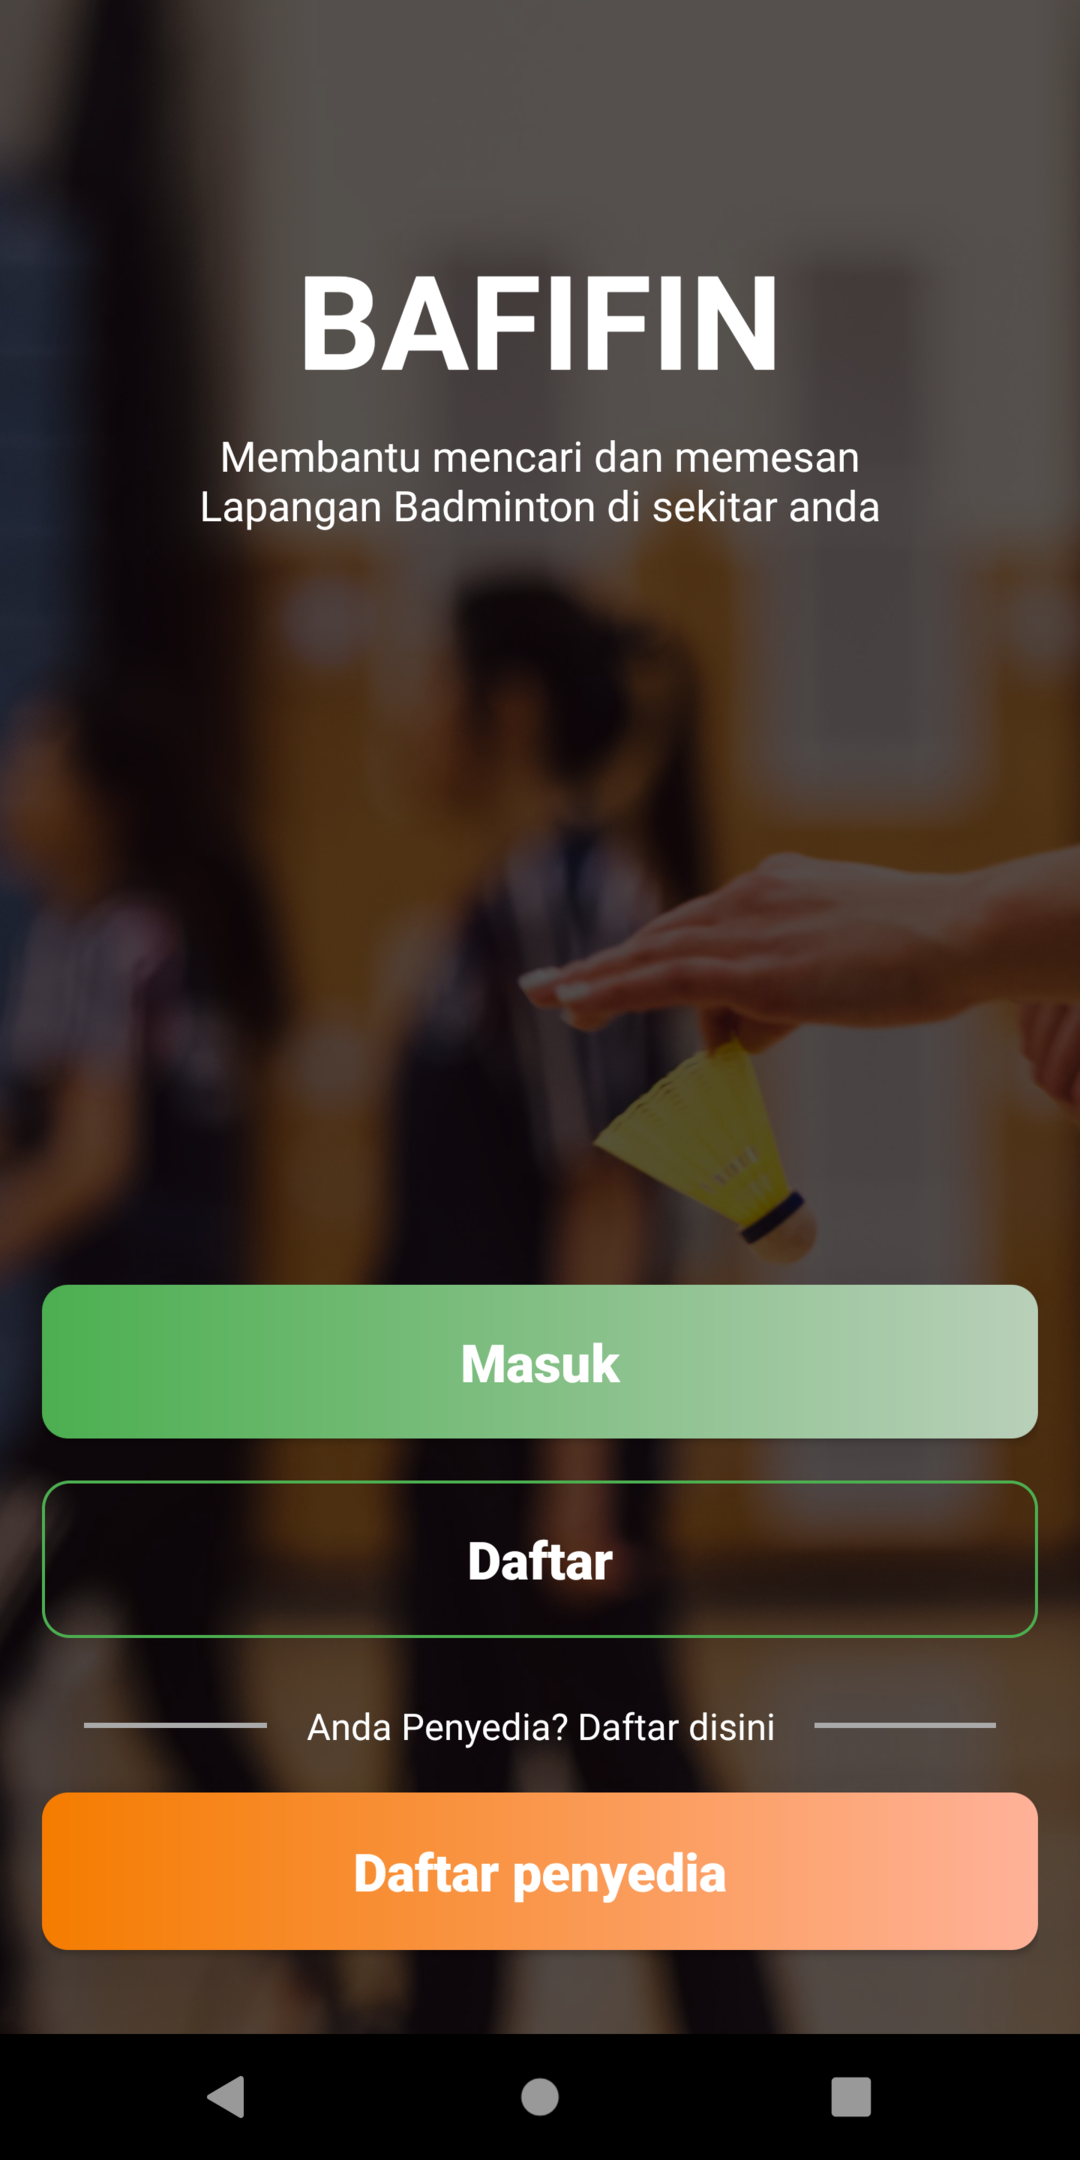 BAFIFIN
Membantu mencari dan memesan
Lapangan Badminton di sekitar anda
Masuk
Daftar
Anda Penyedia? Daftar disini
Daftar penyedia